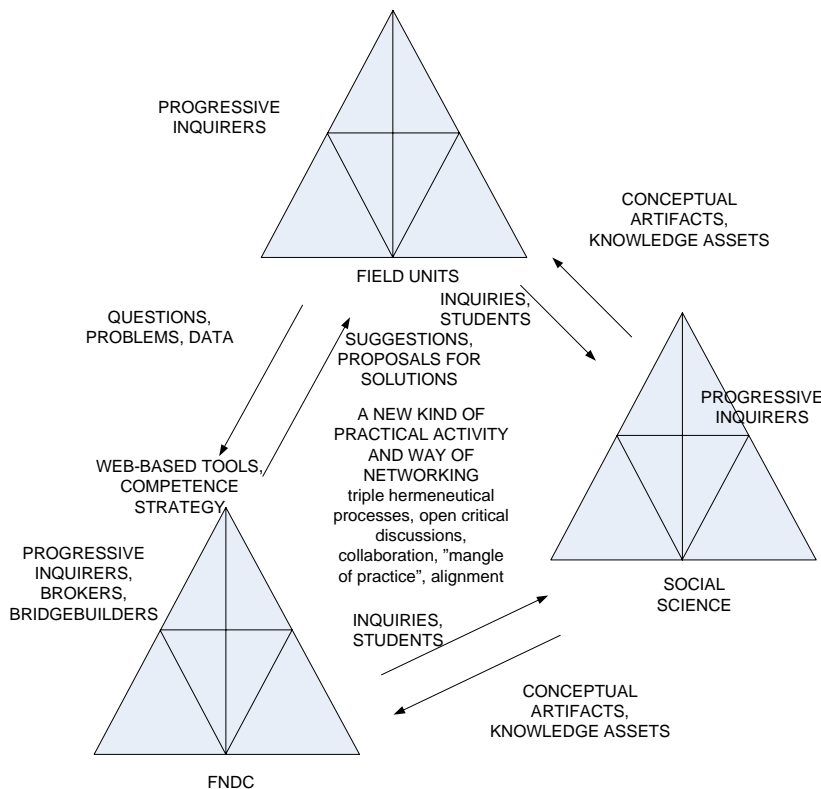 PROGRESSIVE
INQUIRERS
CONCEPTUAL
ARTIFACTS,
KNOWLEDGE ASSETS
FIELD UNITS
INQUIRIES,
STUDENTS
QUESTIONS,
PROBLEMS, DATA
SUGGESTIONS,
PROPOSALS FOR
SOLUTIONS
PROGRESSIVE
INQUIRERS
A NEW KIND OF
PRACTICAL ACTIVITY
AND WAY OF
NETWORKING
triple hermeneutical
processes, open critical
discussions,
collaboration, ”mangle
of practice”, alignment
WEB-BASED TOOLS,
COMPETENCE
STRATEGY
PROGRESSIVE
INQUIRERS,
BROKERS,
BRIDGEBUILDERS
SOCIAL
SCIENCE
INQUIRIES,
STUDENTS
CONCEPTUAL
ARTIFACTS,
KNOWLEDGE ASSETS
FNDC